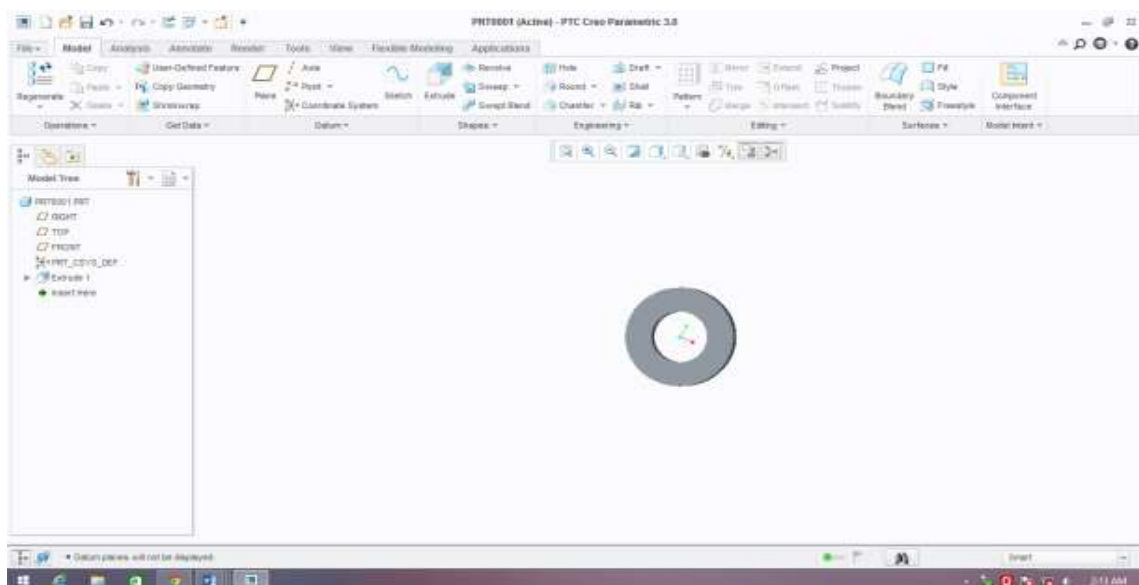 PRT0001 (Active) - PTC Creo Parametric 3.0
File Model Analysis Annotate Render Tools View Flexible Modeling Applications
Regenerate
Copy
Paste
Delete
Operations
User-Defined Feature
Copy Geometry
Shrinkwrap
Get Data
Plane
Axis
Point
Coordinate System
Datum
Sketch
Extrude
Revolve
Sweep
Swept Blend
Shapes
Hole
Round
Chamfer
Draft
Shell
Rib
Engineering
Pattern
Mirror Extend Project
Trim Offset Thicken
Merge Intersect Solidify
Editing
Boundary Blend
Fill
Style
Freestyle
Surfaces
Component Interface
Model Intent
Model Tree
PRT0001.PRT
RIGHT
TOP
FRONT
PRT_CSYS_DEF
Extrude 1
Insert Here
Datum planes will not be displayed.
Smart